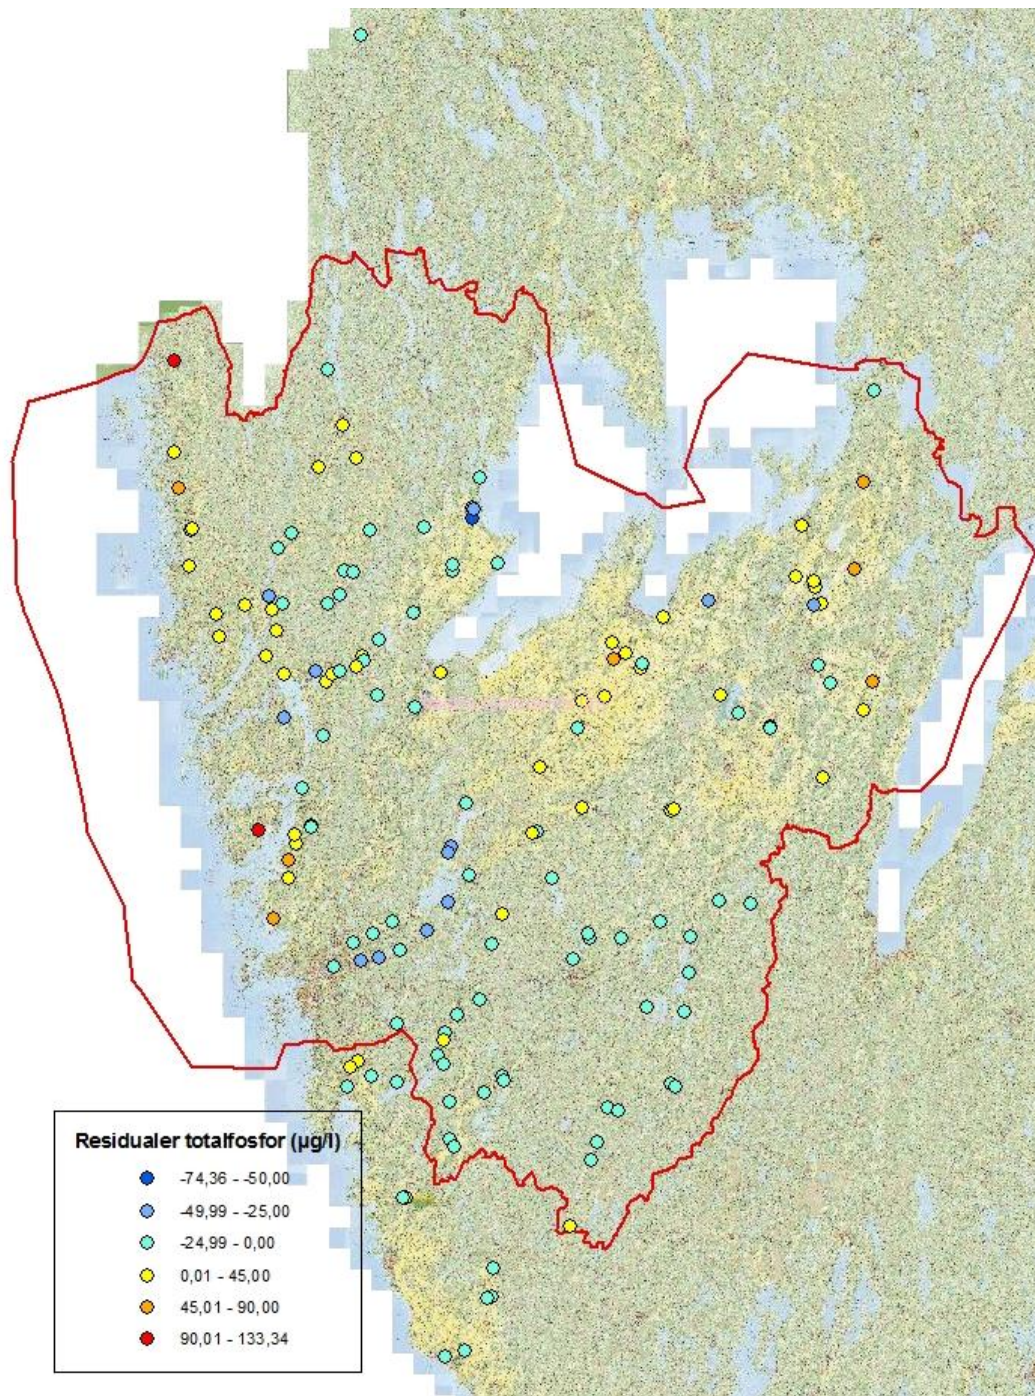 Residualer totalfosfor (µg/l)
-74,36 - -50,00
-49,99 - -25,00
-24,99 - 0,00
0,01 - 45,00
45,01 - 90,00
90,01 - 133,34